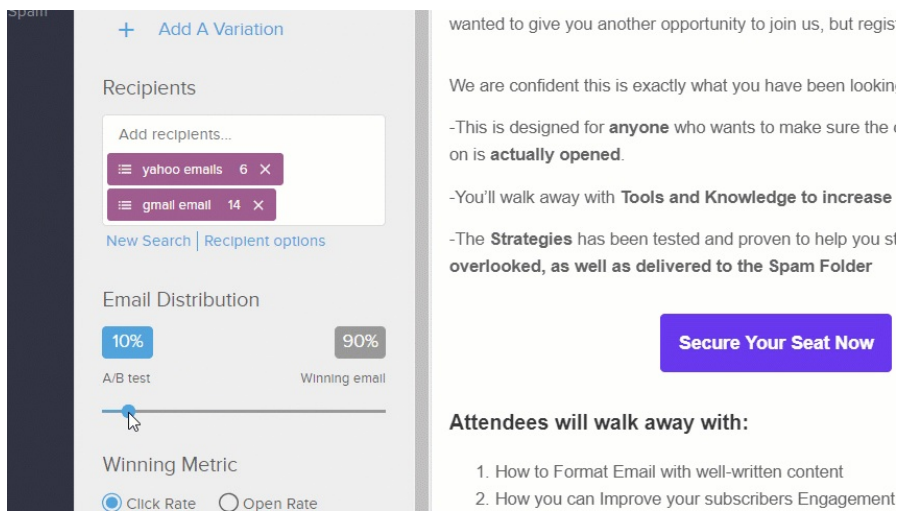 Spam
Add A Variation
Recipients
Add recipients...
yahoo emails 6
gmail email 14
New Search | Recipient options
Email Distribution
10% 90%
A/B test Winning email
Winning Metric
Click Rate Open Rate
wanted to give you another opportunity to join us, but regis
We are confident this is exactly what you have been lookin
-This is designed for anyone who wants to make sure the
on is actually opened.
-You'll walk away with Tools and Knowledge to increase
-The Strategies has been tested and proven to help you st
overlooked, as well as delivered to the Spam Folder
Secure Your Seat Now
Attendees will walk away with:
1. How to Format Email with well-written content
2. How you can Improve your subscribers Engagement